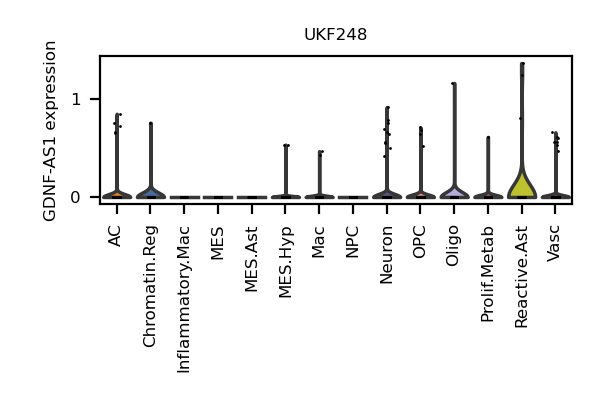 UKF248
GDNF-AS1 expression
1
0
AC
Chromatin.Reg
Inflammatory.Mac
MES
MES.Ast
MES.Hyp
Mac
NPC
Neuron
OPC
Oligo
Prolif.Metab
Reactive.Ast
Vasc